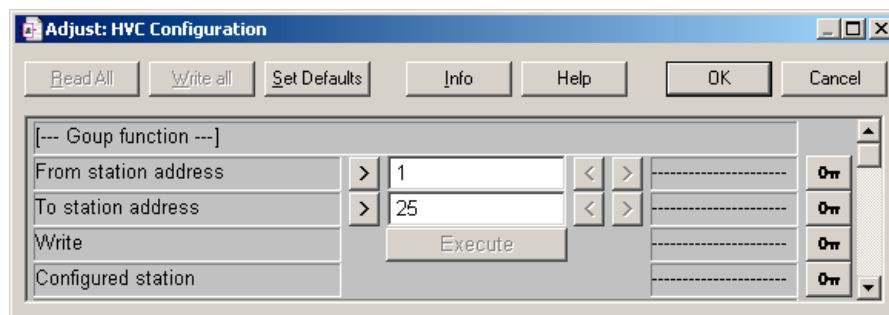 Adjust: HVC Configuration
Read All Write all Set Defaults Info Help OK Cancel
[--- Goup function ---]
From station address > 1 < > ----------------------
To station address > 25 < > ----------------------
Write Execute ----------------------
Configured station ----------------------